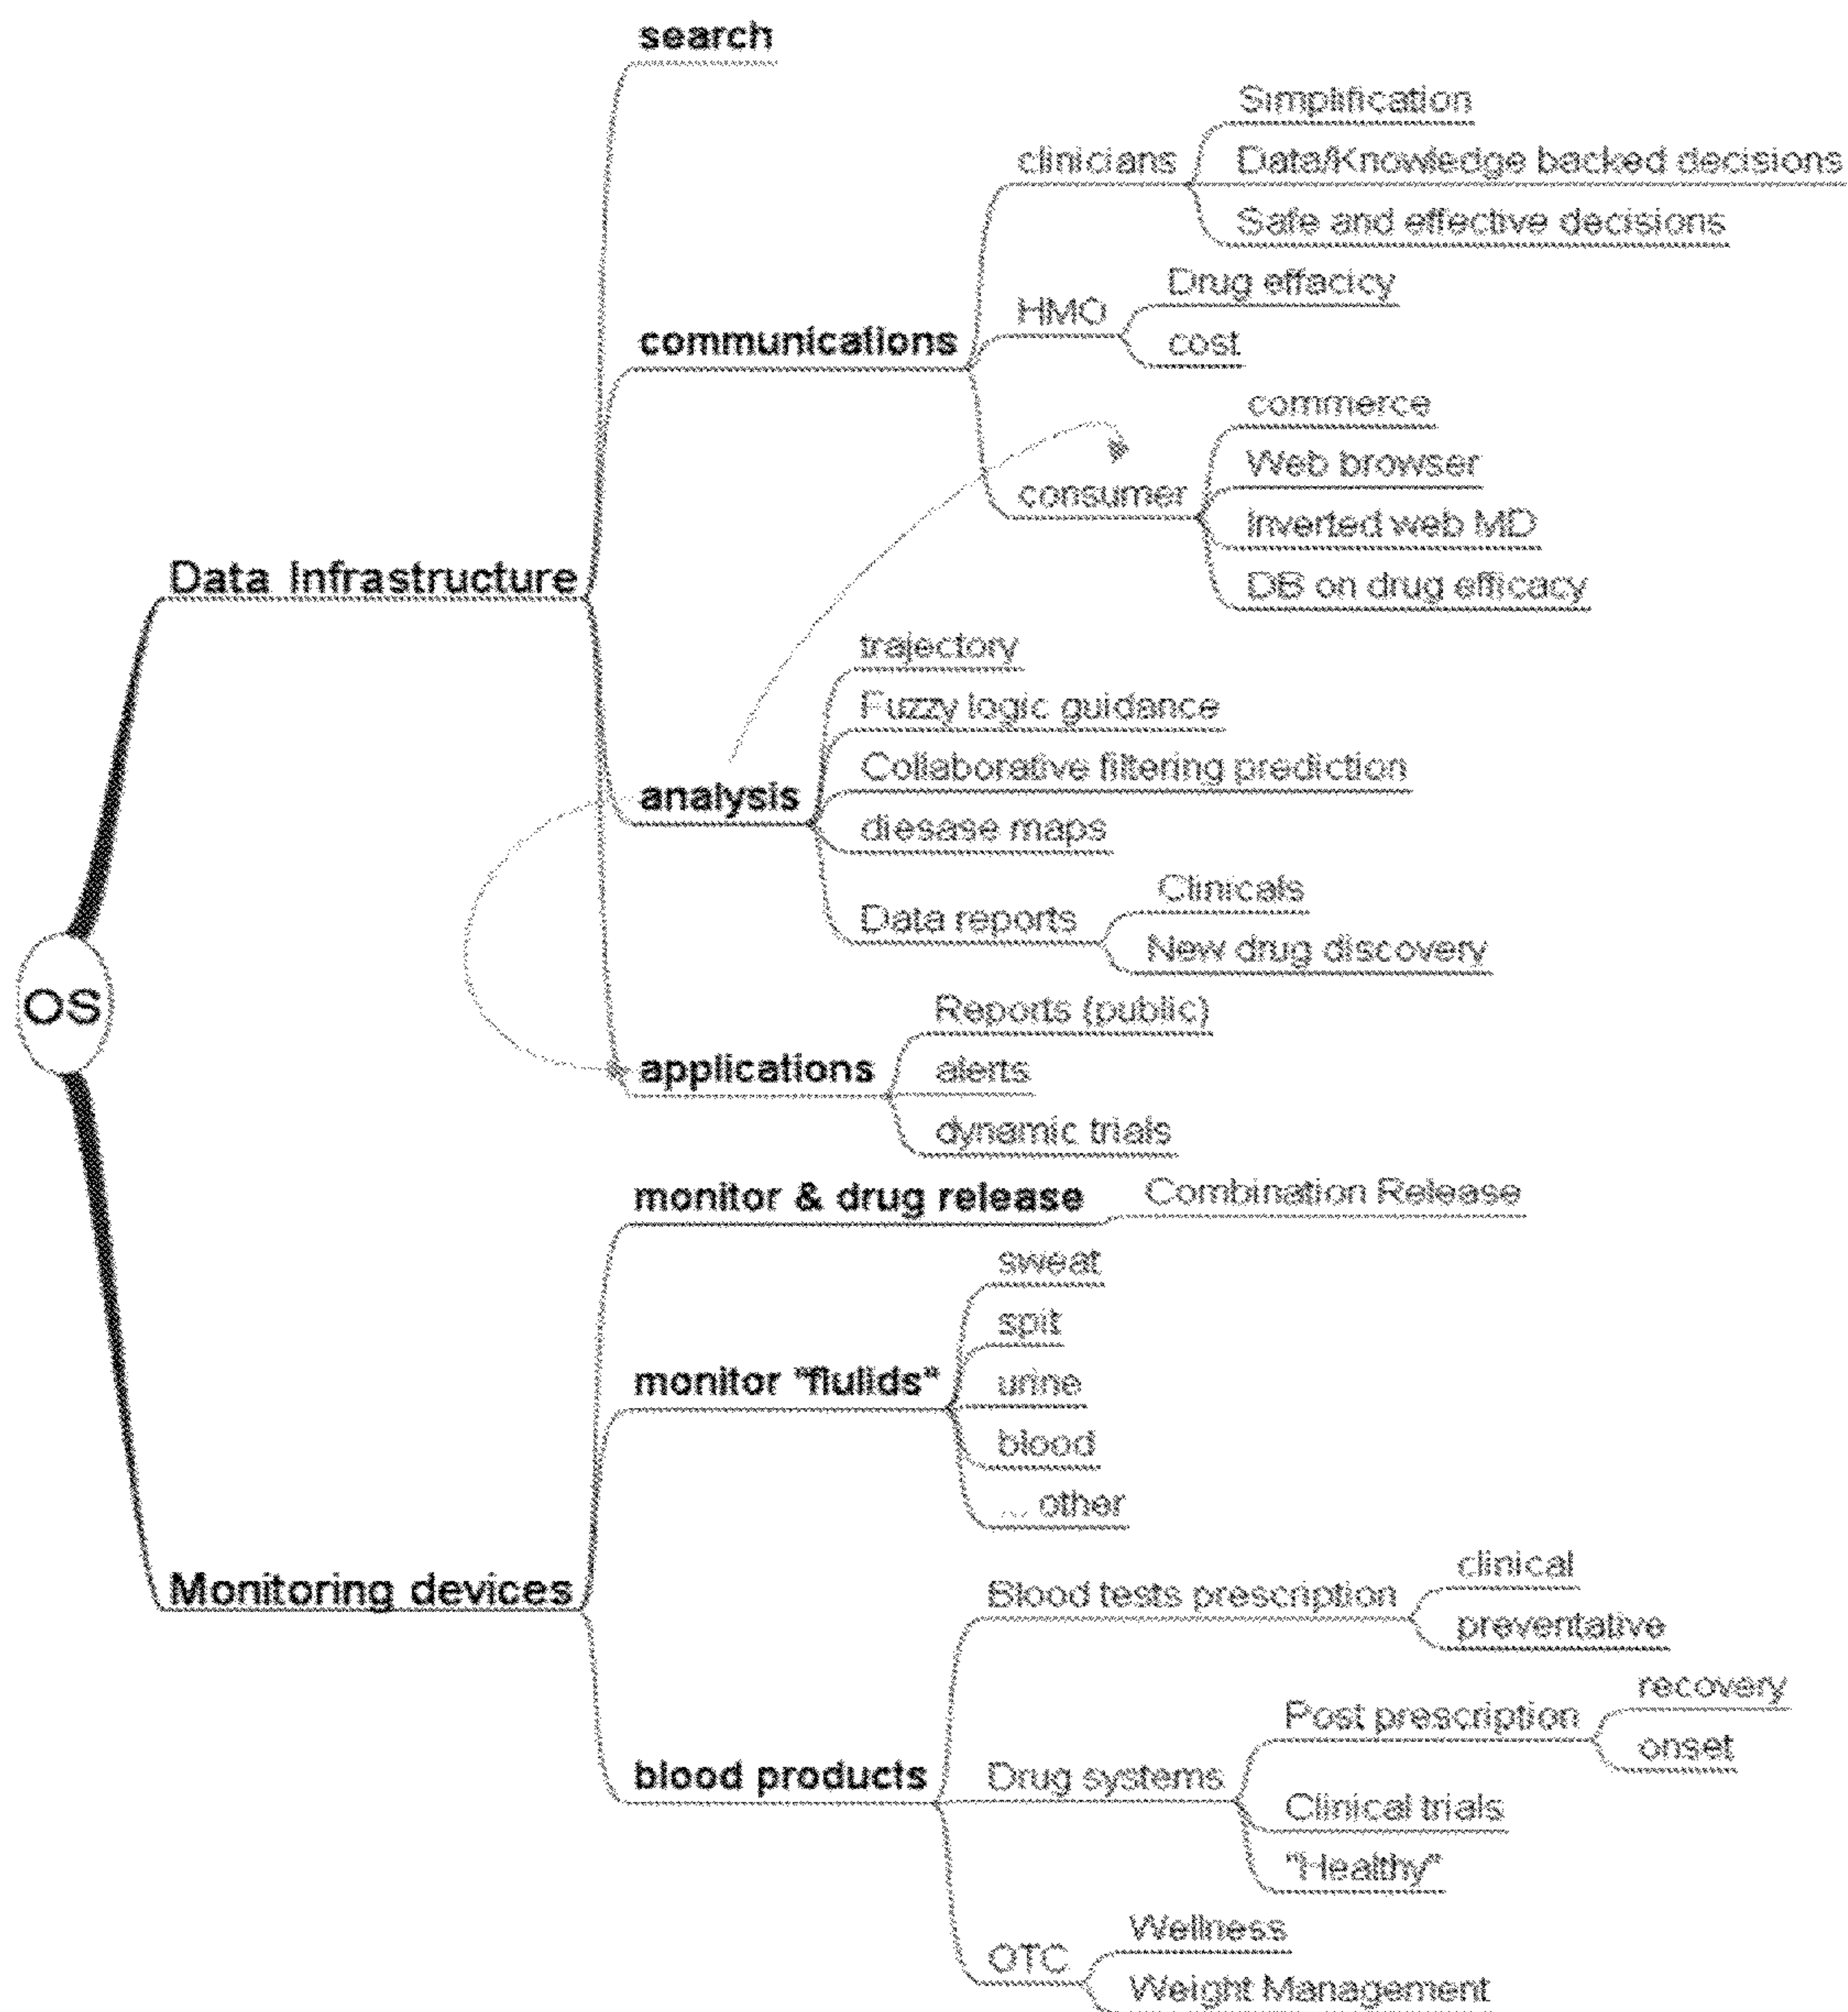 search
Simplification
clinicians
Data/Knowledge backed decisions
Safe and effective decisions
Drug effacicy
HMO
communications
cost
commerce
Web browser
consumer
inverted web MD
Data Infrastructure
DB on drug efficacy
trajectory
Fuzzy logic guidance
Collaborative filtering prediction
analysis
diesase maps
Clinicals
Data reports
New drug discovery
OS
Reports (public)
applications
alerts
dynamic trials
monitor & drug release
Combination Release
sweat
spit
monitor "flulids"
urine
blood
... other
clinical
Monitoring devices
Blood tests prescription
preventative
recovery
Post prescription
onset
blood products
Drug systems
Clinical trials
"Healthy"
Wellness
OTC
Weight Management